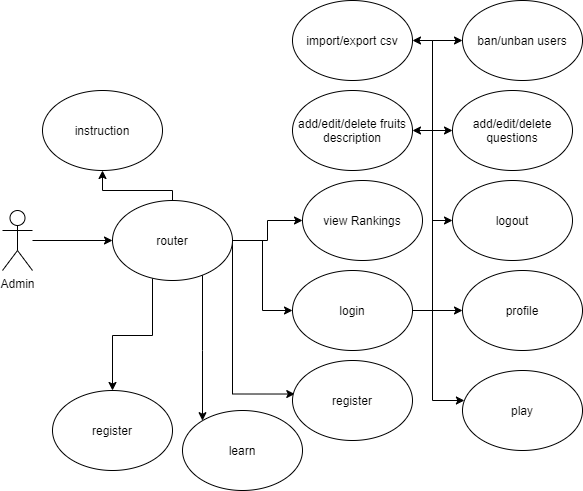 import/export csv
ban/unban users
instruction
add/edit/delete fruits
description
add/edit/delete
questions
view Rankings
logout
router
Admin
login
profile
register
register
play
learn